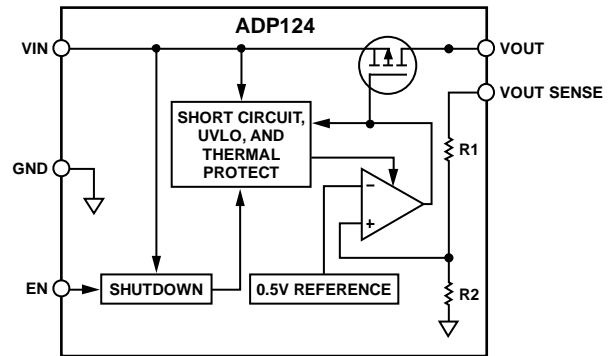 ADP124
VIN
VOUT
VOUT SENSE
SHORT CIRCUIT,
UVLO, AND
THERMAL
PROTECT
R1
GND
−
+
EN
SHUTDOWN
0.5V REFERENCE
R2